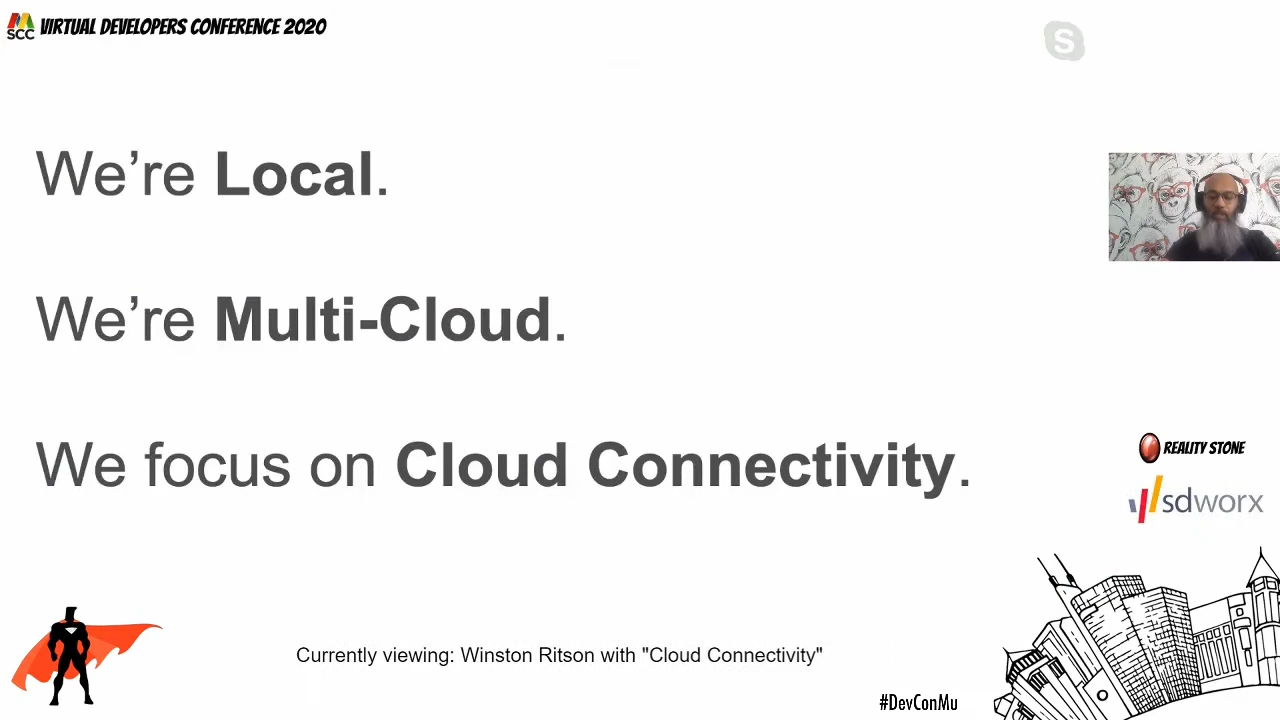 MSCC VIRTUAL DEVELOPERS CONFERENCE 2020
S
We're Local.
We're Multi-Cloud.
We focus on Cloud Connectivity.
REALITY STONE
sdworx
Currently viewing: Winston Ritson with "Cloud Connectivity"
#DevConMu